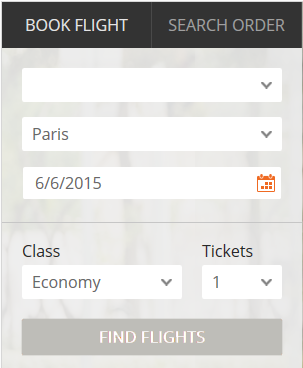 BOOK FLIGHT SEARCH ORDER
Paris
6/6/2015
Class Tickets
Economy 1
FIND FLIGHTS